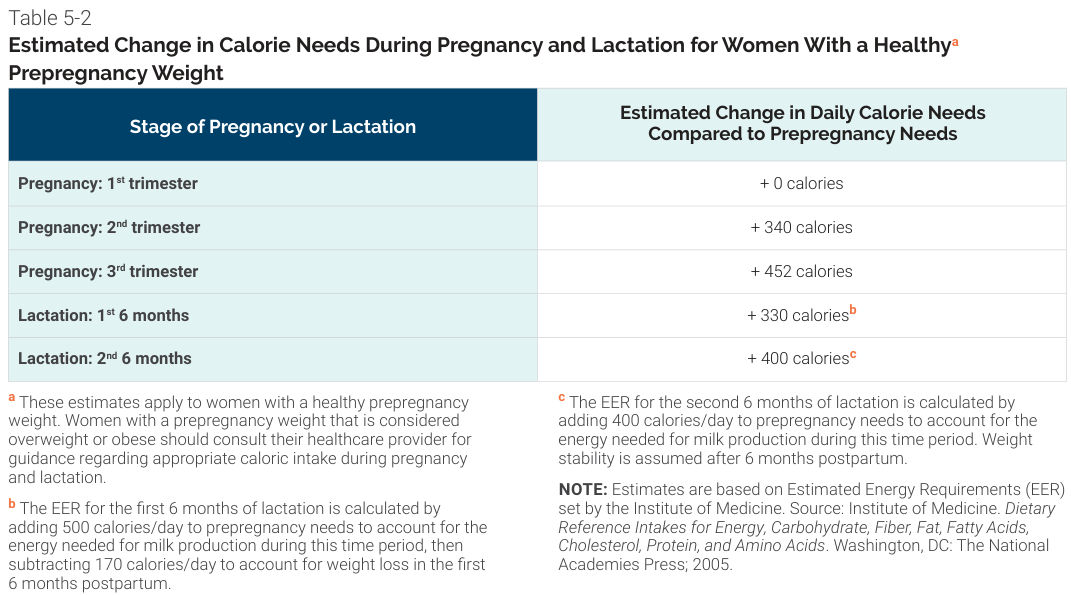 Table 5-2
Estimated Change in Calorie Needs During Pregnancy and Lactation for Women With a Healthyᵃ
Prepregnancy Weight
Stage of Pregnancy or Lactation
Estimated Change in Daily Calorie Needs
Compared to Prepregnancy Needs
Pregnancy: 1ˢᵗ trimester
+ 0 calories
Pregnancy: 2ⁿᵈ trimester
+ 340 calories
Pregnancy: 3ʳᵈ trimester
+ 452 calories
Lactation: 1ˢᵗ 6 months
+ 330 caloriesᵇ
Lactation: 2ⁿᵈ 6 months
+ 400 caloriesᶜ
ᵃ These estimates apply to women with a healthy prepregnancy
weight. Women with a prepregnancy weight that is considered
overweight or obese should consult their healthcare provider for
guidance regarding appropriate caloric intake during pregnancy
and lactation.
ᵇ The EER for the first 6 months of lactation is calculated by
adding 500 calories/day to prepregnancy needs to account for the
energy needed for milk production during this time period, then
subtracting 170 calories/day to account for weight loss in the first
6 months postpartum.
ᶜ The EER for the second 6 months of lactation is calculated by
adding 400 calories/day to prepregnancy needs to account for the
energy needed for milk production during this time period. Weight
stability is assumed after 6 months postpartum.
NOTE: Estimates are based on Estimated Energy Requirements (EER)
set by the Institute of Medicine. Source: Institute of Medicine. Dietary
Reference Intakes for Energy, Carbohydrate, Fiber, Fat, Fatty Acids,
Cholesterol, Protein, and Amino Acids. Washington, DC: The National
Academies Press; 2005.